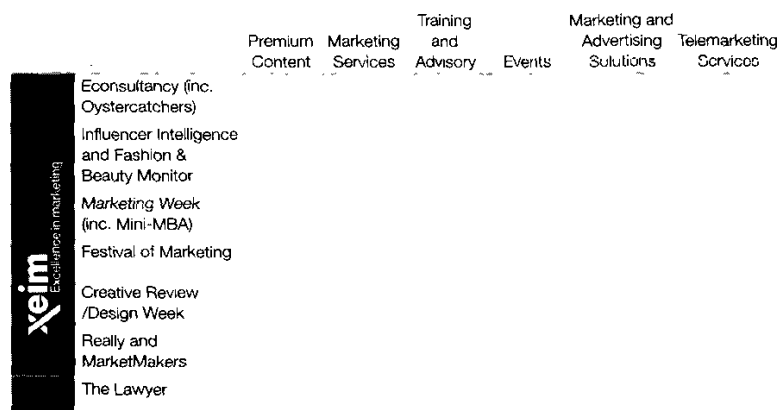 Premium Content
Marketing Services
Training and Advisory
Events
Marketing and Advertising Solutions
Telemarketing Services
Econsultancy (inc.
Oystercatchers)
Influencer Intelligence
and Fashion &
Beauty Monitor
Marketing Week
(inc. Mini-MBA)
Festival of Marketing
Creative Review
/Design Week
Really and
MarketMakers
The Lawyer
Xeim
Excellence in marketing